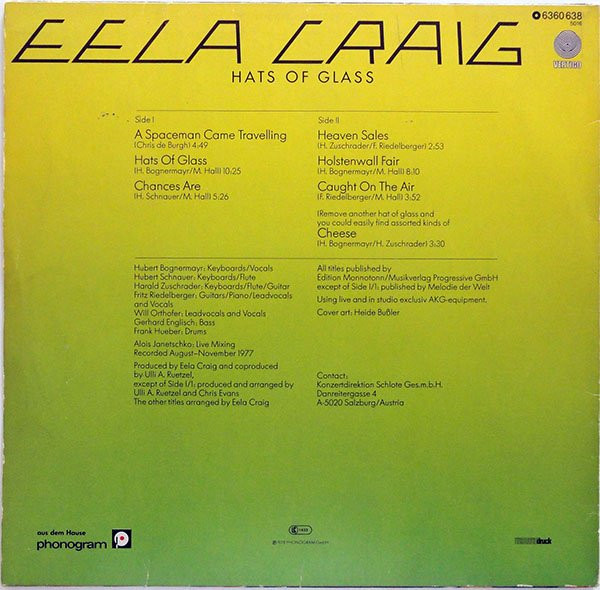 EELA CRAIG
6360 638
5016
VERTIGO
HATS OF GLASS
Side I
A Spaceman Came Travelling
(Chris de Burgh) 4:49
Hats Of Glass
(H. Bognermayr/M. Hall) 10:25
Chances Are
(H. Schnauer/M. Hall) 5:26
Side II
Heaven Sales
(H. Zuschrader/F. Riedelberger) 2:53
Holstenwall Fair
(H. Bognermayr/M. Hall) 8:10
Caught On The Air
(F. Riedelberger/M. Hall) 3:52
(Remove another hat of glass and
you could easily find assorted kinds of
Cheese
(H. Bognermayr/H. Zuschrader) 3:30
Hubert Bognermayr: Keyboards/Vocals
Hubert Schnauer: Keyboards/Flute
Harald Zuschrader: Keyboards/Flute/Guitar
Fritz Riedelberger: Guitars/Piano/Leadvocals
and Vocals
Will Orthofer: Leadvocals and Vocals
Gerhard Englisch: Bass
Frank Hueber: Drums
Alois Janetschko: Live Mixing
Recorded August–November 1977
Produced by Eela Craig and coproduced
by Ulli A. Ruetzel,
except of Side I/1: produced and arranged by
Ulli A. Ruetzel and Chris Evans
The other titles arranged by Eela Craig
All titles published by
Edition Monnotonn/Musikverlag Progressive GmbH
except of Side I/1: published by Melodie der Welt
Using live and in studio exclusiv AKG-equipment.
Cover art: Heide Bußler
Contact:
Konzertdirektion Schlote Ges.m.b.H.
Danreitergasse 4
A-5020 Salzburg/Austria
aus dem Hause
phonogram
℗ 1978 PHONOGRAM GmbH
druck